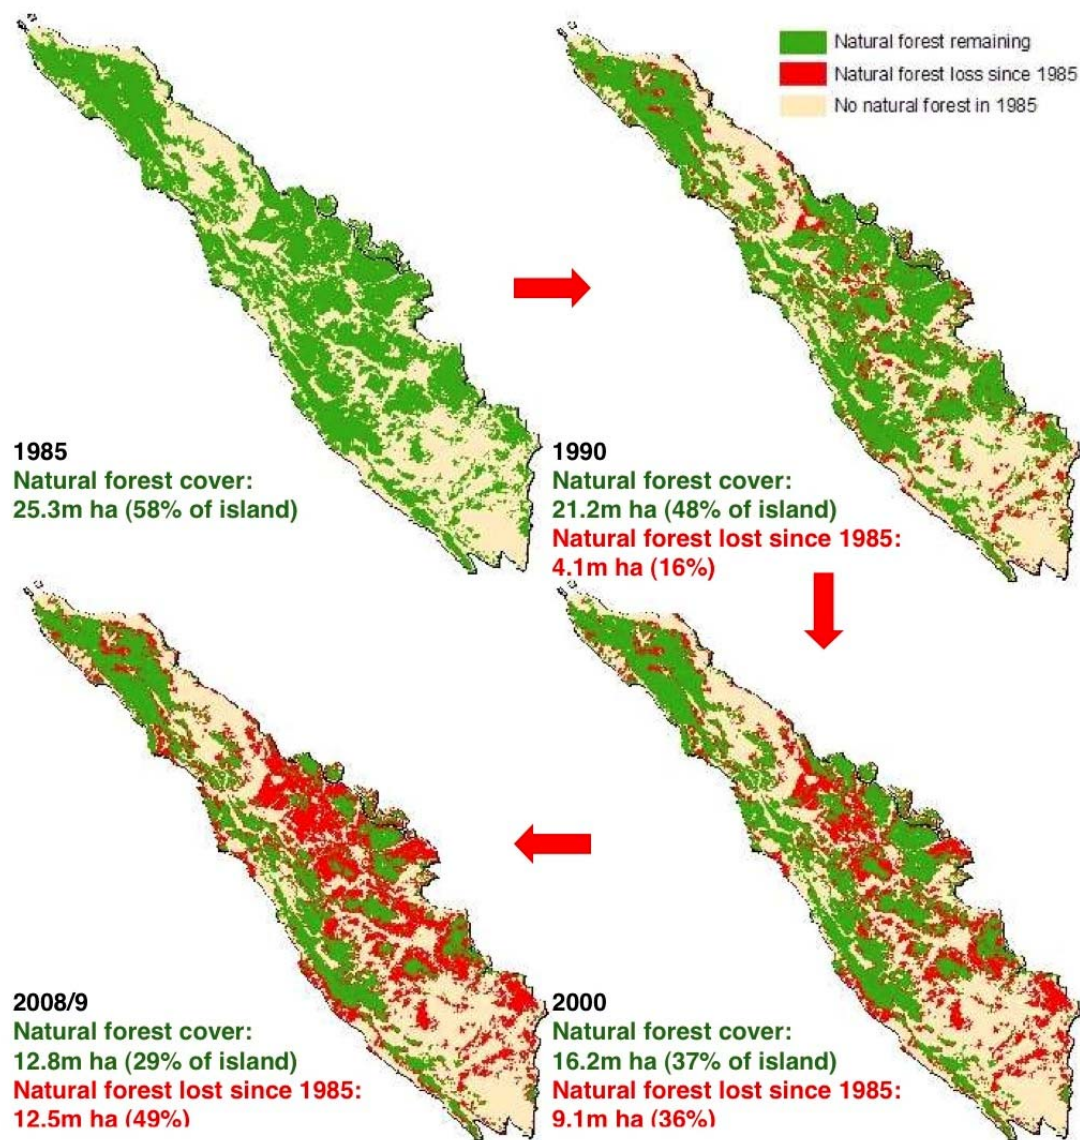 Natural forest remaining
Natural forest loss since 1985
No natural forest in 1985
1985
Natural forest cover:
25.3m ha (58% of island)
1990
Natural forest cover:
21.2m ha (48% of island)
Natural forest lost since 1985:
4.1m ha (16%)
2008/9
Natural forest cover:
12.8m ha (29% of island)
Natural forest lost since 1985:
12.5m ha (49%)
2000
Natural forest cover:
16.2m ha (37% of island)
Natural forest lost since 1985:
9.1m ha (36%)